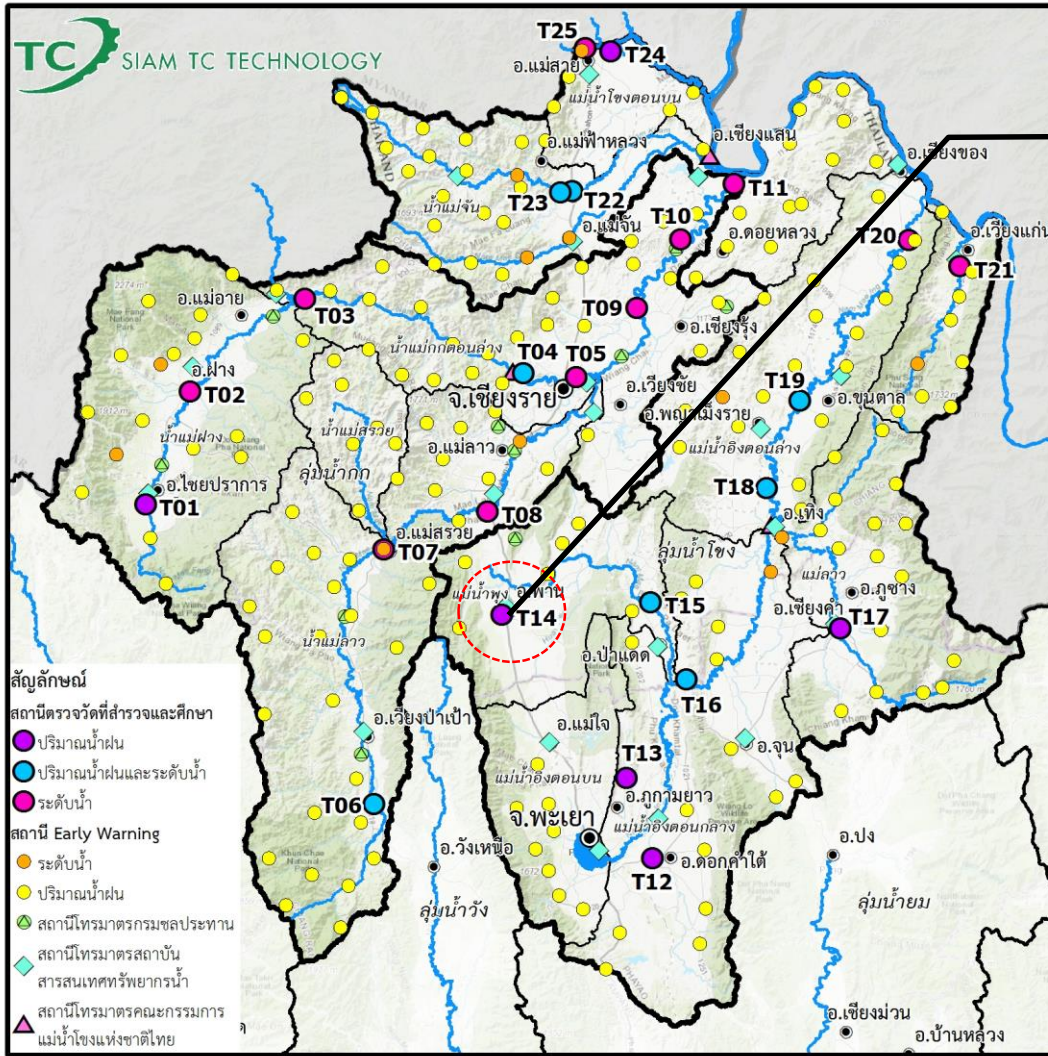 TC SIAM TC TECHNOLOGY
T25
T24
อ.แม่สาย
แม่น้ำโขงตอนบน
MYANMAR
THAILAND
อ.แม่ฟ้าหลวง
อ.เชียงแสน
อ.เชียงของ
น้ำแม่จัน
T23
T22
T11
อ.แม่จัน
T10
อ.ดอยหลวง
T20
อ.เวียงแก่น
T21
2274 m
อ.แม่อาย
T03
T09
อ.เชียงรุ้ง
น้ำแม่กกตอนล่าง
T04
T05
อ.ฝาง
T02
จ.เชียงราย
อ.เวียงชัย
T19
อ.ขุนตาล
อ.พญาเม็งราย
น้ำแม่ฝาง
น้ำแม่สรวย
อ.แม่ลาว
แม่น้ำอิงตอนล่าง
ลุ่มน้ำกก
อ.ไชยปราการ
T01
T18
T08
อ.เทิง
อ.แม่สรวย
T07
ลุ่มน้ำโขง
แม่ลาว
แม่น้ำพุง
อ.พาน
T14
T15
อ.ภูซาง
อ.เชียงคำ
T17
น้ำแม่ลาว
อ.ป่าแดด
T16
อ.เวียงป่าเป้า
อ.แม่ใจ
อ.จุน
T13
แม่น้ำอิงตอนบน
T06
อ.ภูกามยาว
จ.พะเยา
แม่น้ำอิงตอนกลาง
อ.วังเหนือ
T12
อ.ดอกคำใต้
อ.ปง
ลุ่มน้ำวัง
ลุ่มน้ำยม
อ.เชียงม่วน
อ.บ้านหลวง
สัญลักษณ์
สถานีตรวจวัดที่สำรวจและศึกษา
ปริมาณน้ำฝน
ปริมาณน้ำฝนและระดับน้ำ
ระดับน้ำ
สถานี Early Warning
ระดับน้ำ
ปริมาณน้ำฝน
สถานีโทรมาตรกรมชลประทาน
สถานีโทรมาตรสถาบัน
สารสนเทศทรัพยากรน้ำ
สถานีโทรมาตรคณะกรรมการ
แม่น้ำโขงแห่งชาติไทย